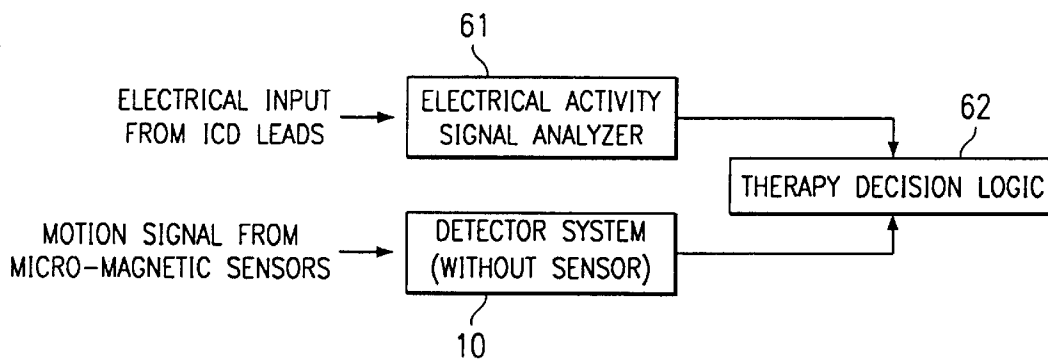 61
ELECTRICAL INPUT
FROM ICD LEADS
ELECTRICAL ACTIVITY
SIGNAL ANALYZER
62
THERAPY DECISION LOGIC
MOTION SIGNAL FROM
MICRO-MAGNETIC SENSORS
DETECTOR SYSTEM
(WITHOUT SENSOR)
10